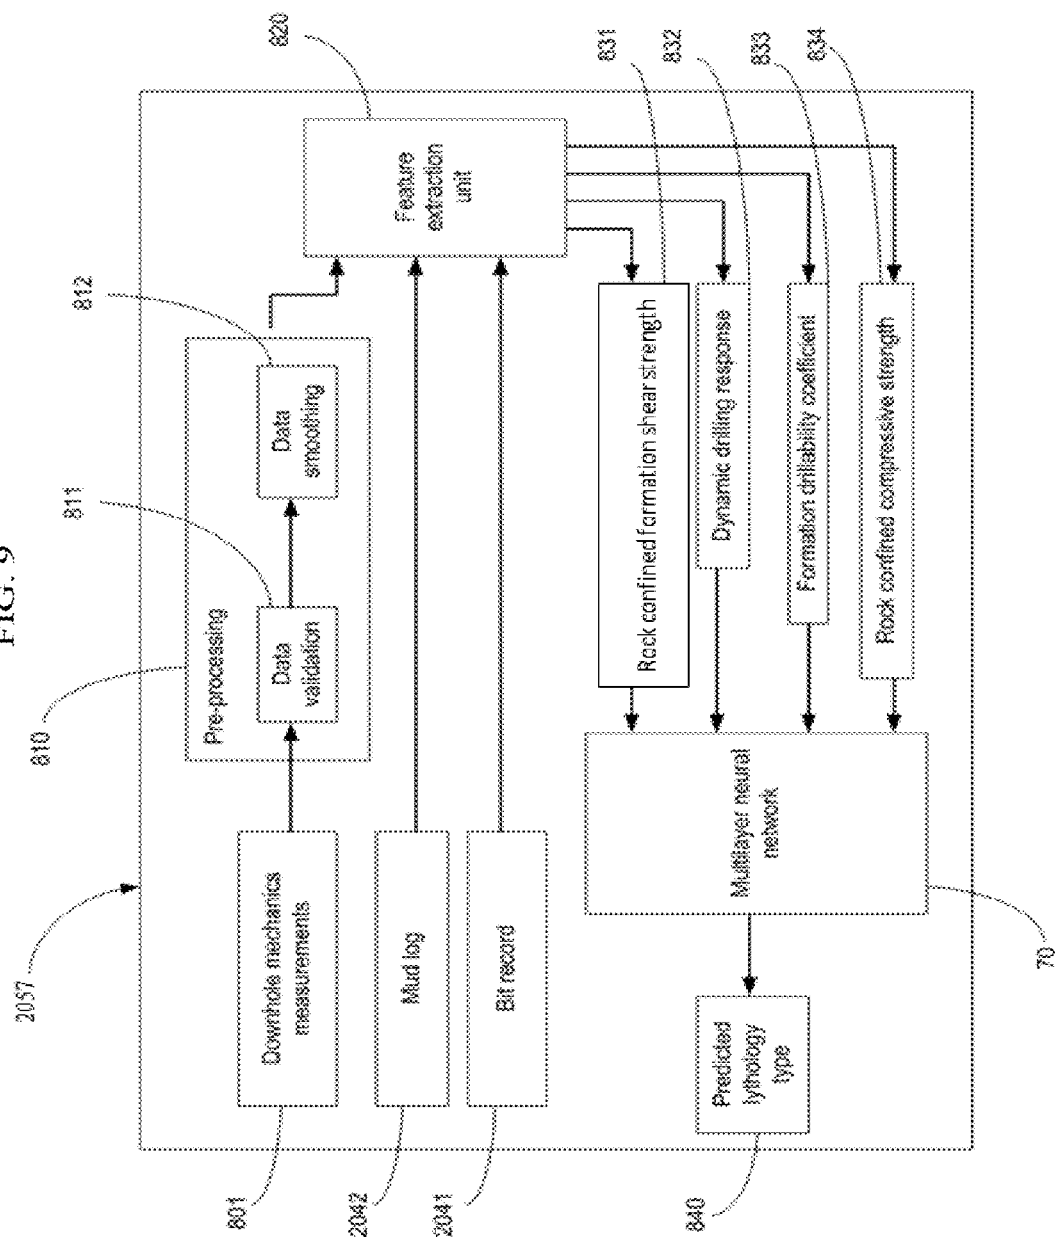 FIG. 9
2057
810
811
812
820
Pre-processing
Data
validation
Data
smoothing
Feature
extraction
unit
801
Downhole mechanics
measurements
2042
Mud log
2041
Bit record
831
Rock confined formation shear strength
832
Dynamic drilling response
833
Formation drillability coefficient
834
Rock confined compressive strength
Multilayer neural
network
70
Predicted
lythology
type
840